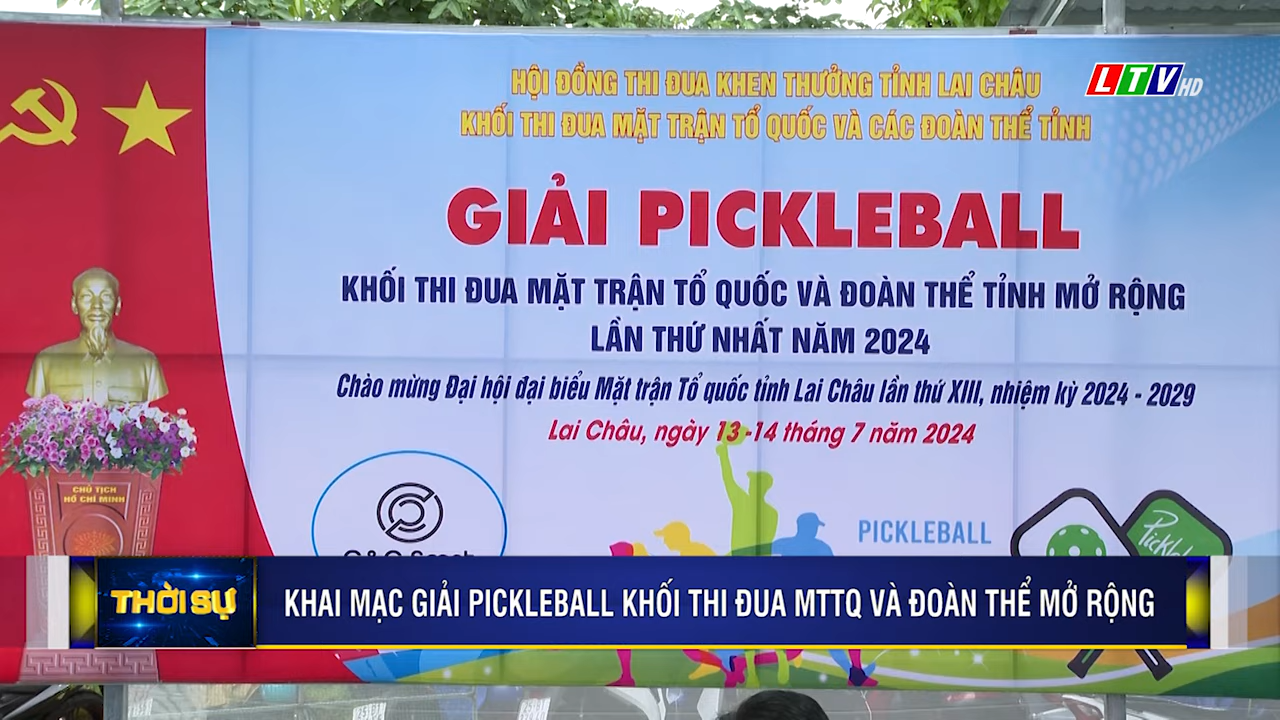 LTV HD
HỘI ĐỒNG THI ĐUA KHEN THƯỞNG TỈNH LAI CHÂU
KHỐI THI ĐUA MẶT TRẬN TỔ QUỐC VÀ CÁC ĐOÀN THỂ TỈNH
GIẢI PICKLEBALL
KHỐI THI ĐUA MẶT TRẬN TỔ QUỐC VÀ ĐOÀN THỂ TỈNH MỞ RỘNG
LẦN THỨ NHẤT NĂM 2024
Chào mừng Đại hội đại biểu Mặt trận Tổ quốc tỉnh Lai Châu lần thứ XIII, nhiệm kỳ 2024 - 2029
Lai Châu, ngày 13 -14 tháng 7 năm 2024
CHỦ TỊCH
HỒ CHÍ MINH
PICKLEBALL
THỜI SỰ
KHAI MẠC GIẢI PICKLEBALL KHỐI THI ĐUA MTTQ VÀ ĐOÀN THỂ MỞ RỘNG